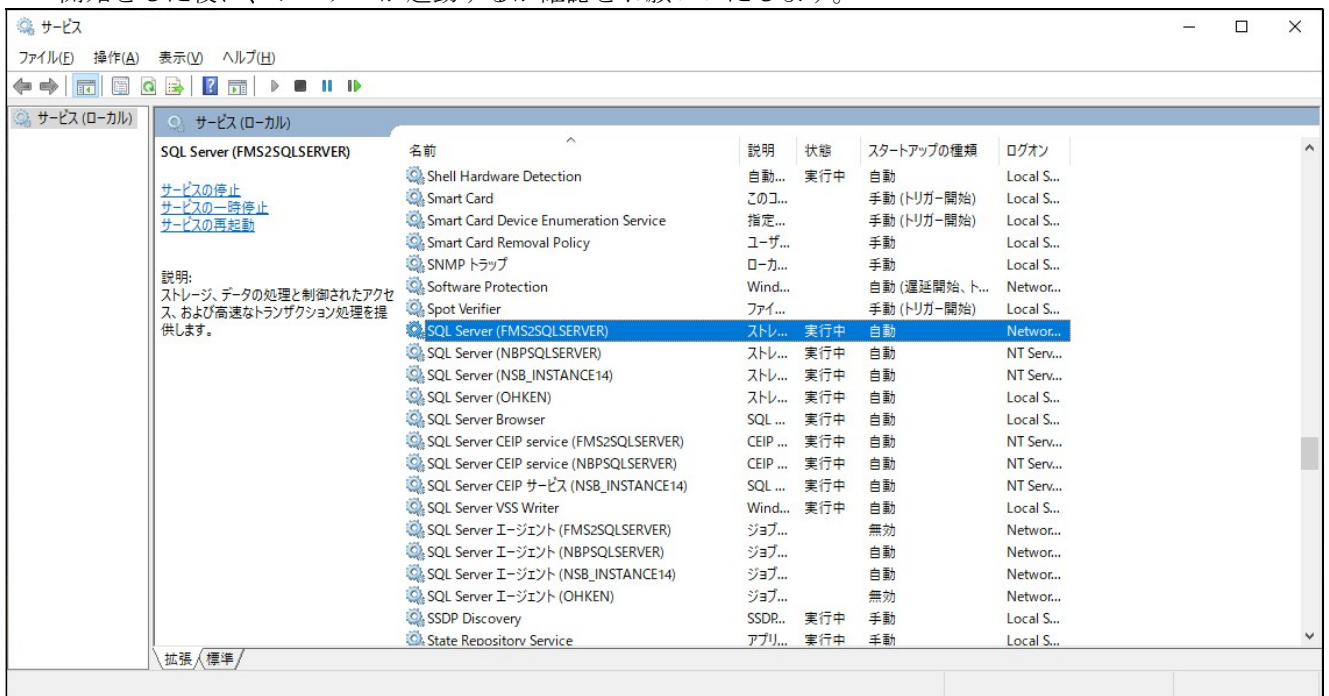 サービス
ファイル(F) 操作(A) 表示(V) ヘルプ(H)
サービス (ローカル)
サービス (ローカル)
SQL Server (FMS2SQLSERVER)
サービスの停止
サービスの一時停止
サービスの再起動
説明:
ストレージ、データの処理と制御されたアクセ
ス、および高速なトランザクション処理を提
供します。
名前 説明 状態 スタートアップの種類 ログオン
Shell Hardware Detection 自動... 実行中 自動 Local S...
Smart Card このコ... 手動 (トリガー開始) Local S...
Smart Card Device Enumeration Service 指定... 手動 (トリガー開始) Local S...
Smart Card Removal Policy ユーザ... 手動 Local S...
SNMP トラップ ローカ... 手動 Local S...
Software Protection Wind... 自動 (遅延開始、ト... Networ...
Spot Verifier ファイ... 手動 (トリガー開始) Local S...
SQL Server (FMS2SQLSERVER) ストレ... 実行中 自動 Networ...
SQL Server (NBPSQLSERVER) ストレ... 実行中 自動 NT Serv...
SQL Server (NSB_INSTANCE14) ストレ... 実行中 自動 NT Serv...
SQL Server (OHKEN) ストレ... 実行中 自動 Local S...
SQL Server Browser SQL ... 実行中 自動 Local S...
SQL Server CEIP service (FMS2SQLSERVER) CEIP ... 実行中 自動 NT Serv...
SQL Server CEIP service (NBPSQLSERVER) CEIP ... 実行中 自動 NT Serv...
SQL Server CEIP サービス (NSB_INSTANCE14) SQL ... 実行中 自動 NT Serv...
SQL Server VSS Writer Wind... 実行中 自動 Local S...
SQL Server エージェント (FMS2SQLSERVER) ジョブ... 無効 Networ...
SQL Server エージェント (NBPSQLSERVER) ジョブ... 自動 Networ...
SQL Server エージェント (NSB_INSTANCE14) ジョブ... 自動 Networ...
SQL Server エージェント (OHKEN) ジョブ... 無効 Networ...
SSDP Discovery SSDP... 実行中 手動 Local S...
State Repository Service アプリ... 実行中 手動 Local S...
拡張 標準